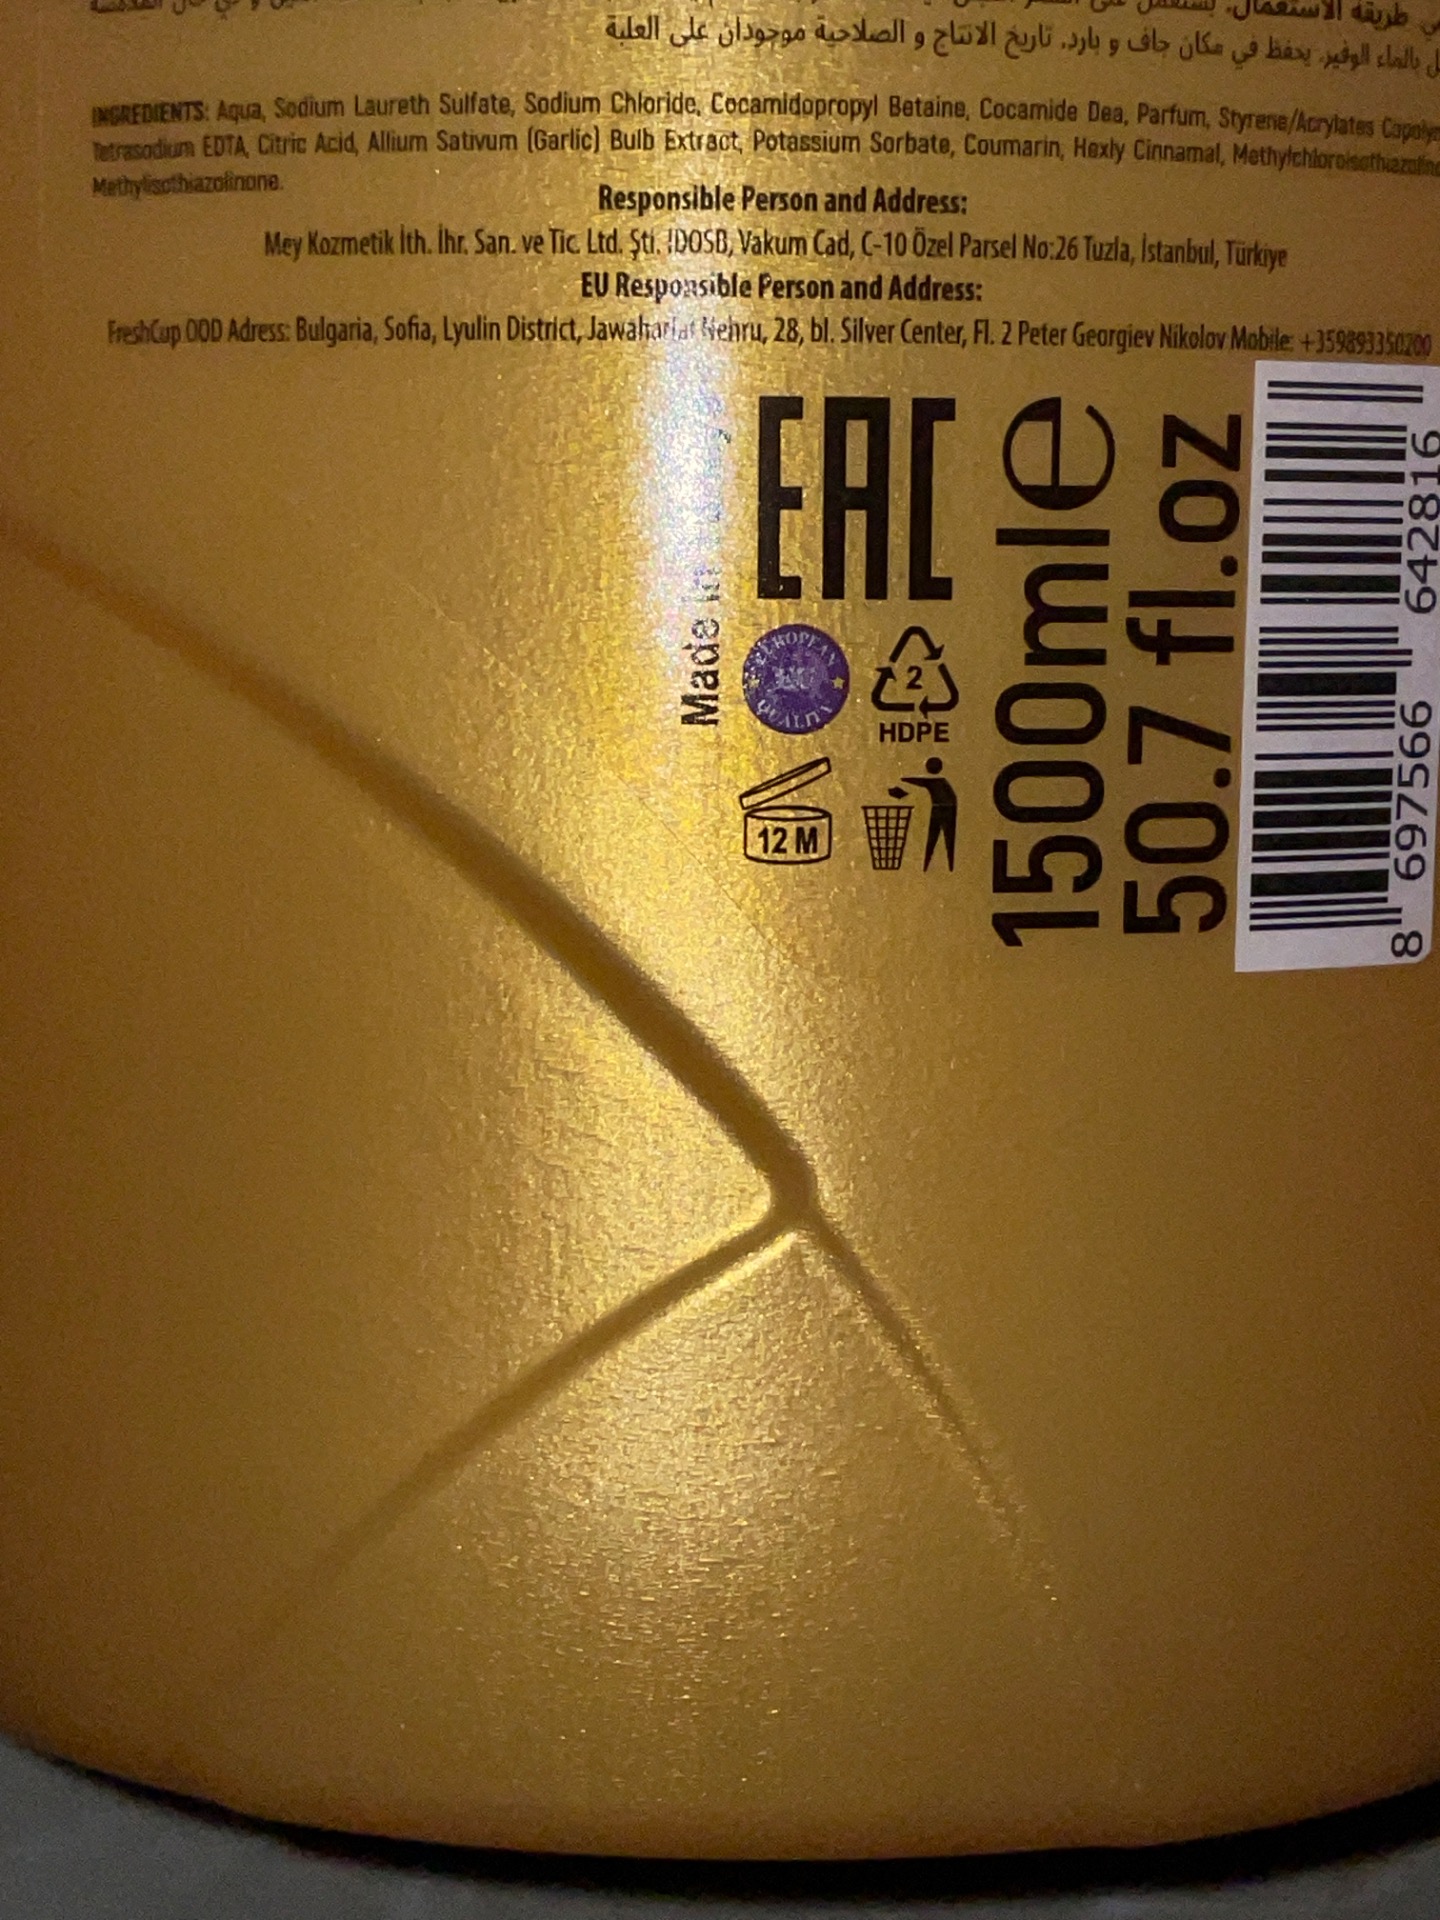 طريقة الاستعمال:
بالماء الوفير. يحفظ في مكان جاف و بارد. تاريخ الانتاج و الصلاحية موجودان على العلبة
INGREDIENTS: Aqua, Sodium Laureth Sulfate, Sodium Chloride, Cocamidopropyl Betaine, Cocamide Dea, Parfum, Styrene/Acrylates
Tetrasodium EDTA, Citric Acid, Allium Sativum (Garlic) Bulb Extract, Potassium Sorbate, Coumarin, Hexly Cinnamal,
Methylisothiazolinone.
Responsible Person and Address:
Mey Kozmetik İth. İhr. San. ve Tic. Ltd. Şti. İDOSB, Vakum Cad, C-10 Özel Parsel No:26 Tuzla, İstanbul, Türkiye
EU Responsible Person and Address:
FreshCup OOD Adress: Bulgaria, Sofia, Lyulin District, Jawaharlat Nehru, 28, bl. Silver Center, Fl. 2 Peter Georgiev Nikolov Mobile: +359893350200
Made In
EAC
EUROPEAN
EU
QUALITY
2
HDPE
12 M
1500ml e
50.7 fl.oz
8 697566 642816